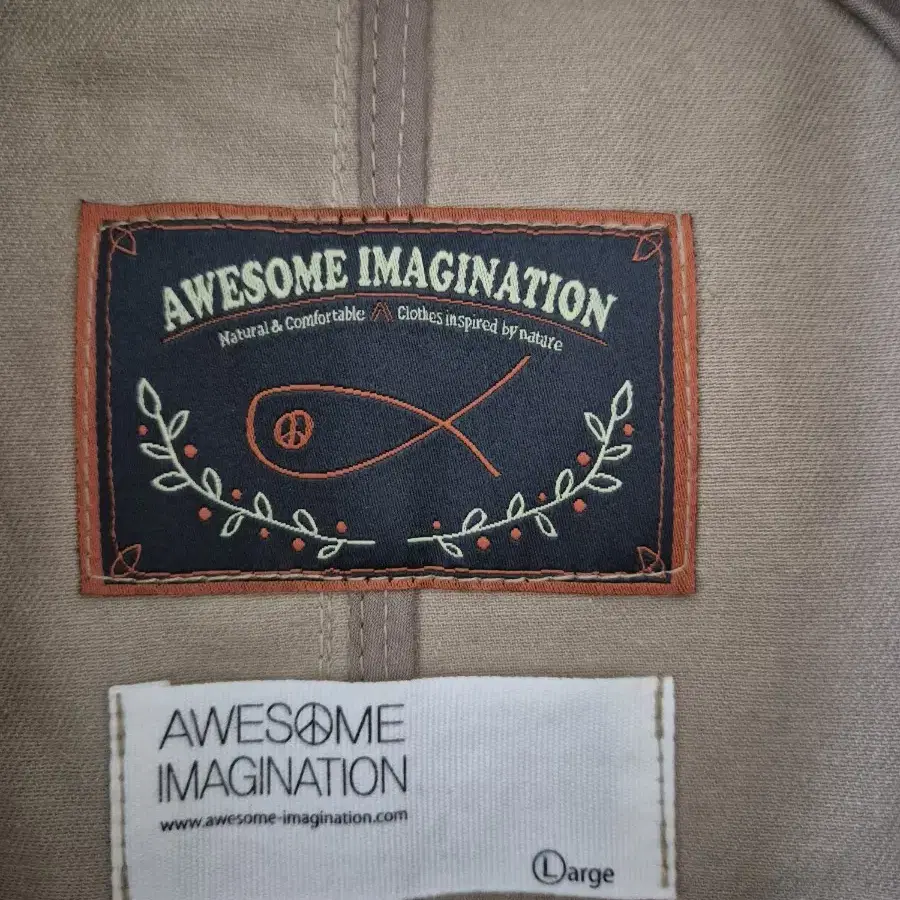 AWESOME IMAGINATION
Natural & Comfortable Clothes inspired by nature
AWESOME
IMAGINATION
www.awesome-imagination.com
Large